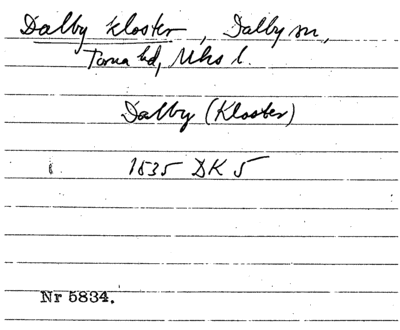 Dalby kloster, Dalby sn,
Torna hd, Mhs l.
Dalby (Kloster)
1535 DK 5
Nr 5834.